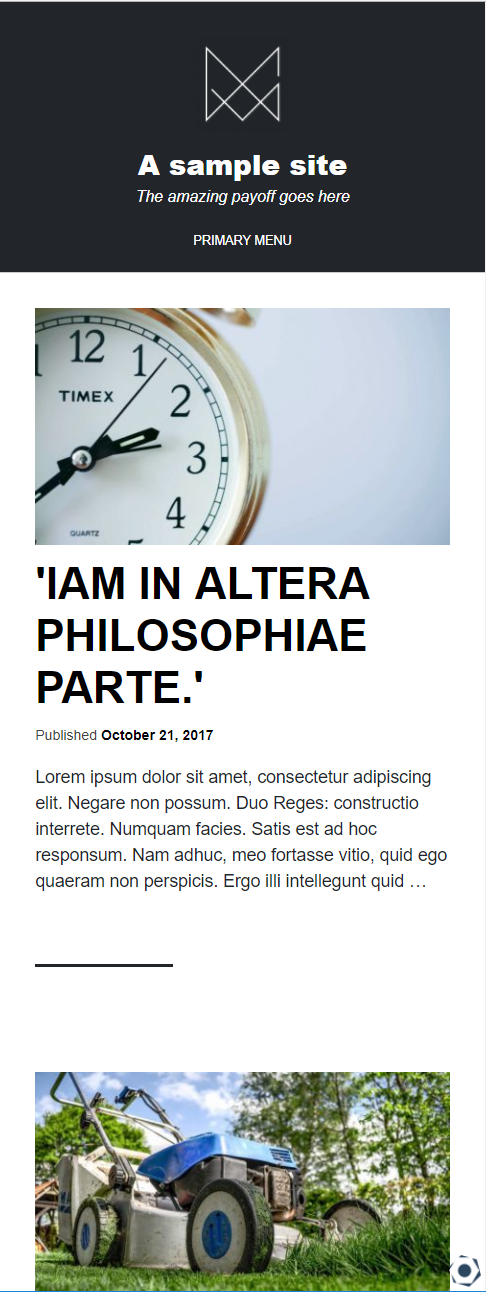 A sample site
The amazing payoff goes here
PRIMARY MENU
12
1
TIMEX
2
3
4
QUARTZ
5
'IAM IN ALTERA
PHILOSOPHIAE
PARTE.'
Published October 21, 2017
Lorem ipsum dolor sit amet, consectetur adipiscing
elit. Negare non possum. Duo Reges: constructio
interrete. Numquam facies. Satis est ad hoc
responsum. Nam adhuc, meo fortasse vitio, quid ego
quaeram non perspicis. Ergo illi intellegunt quid …